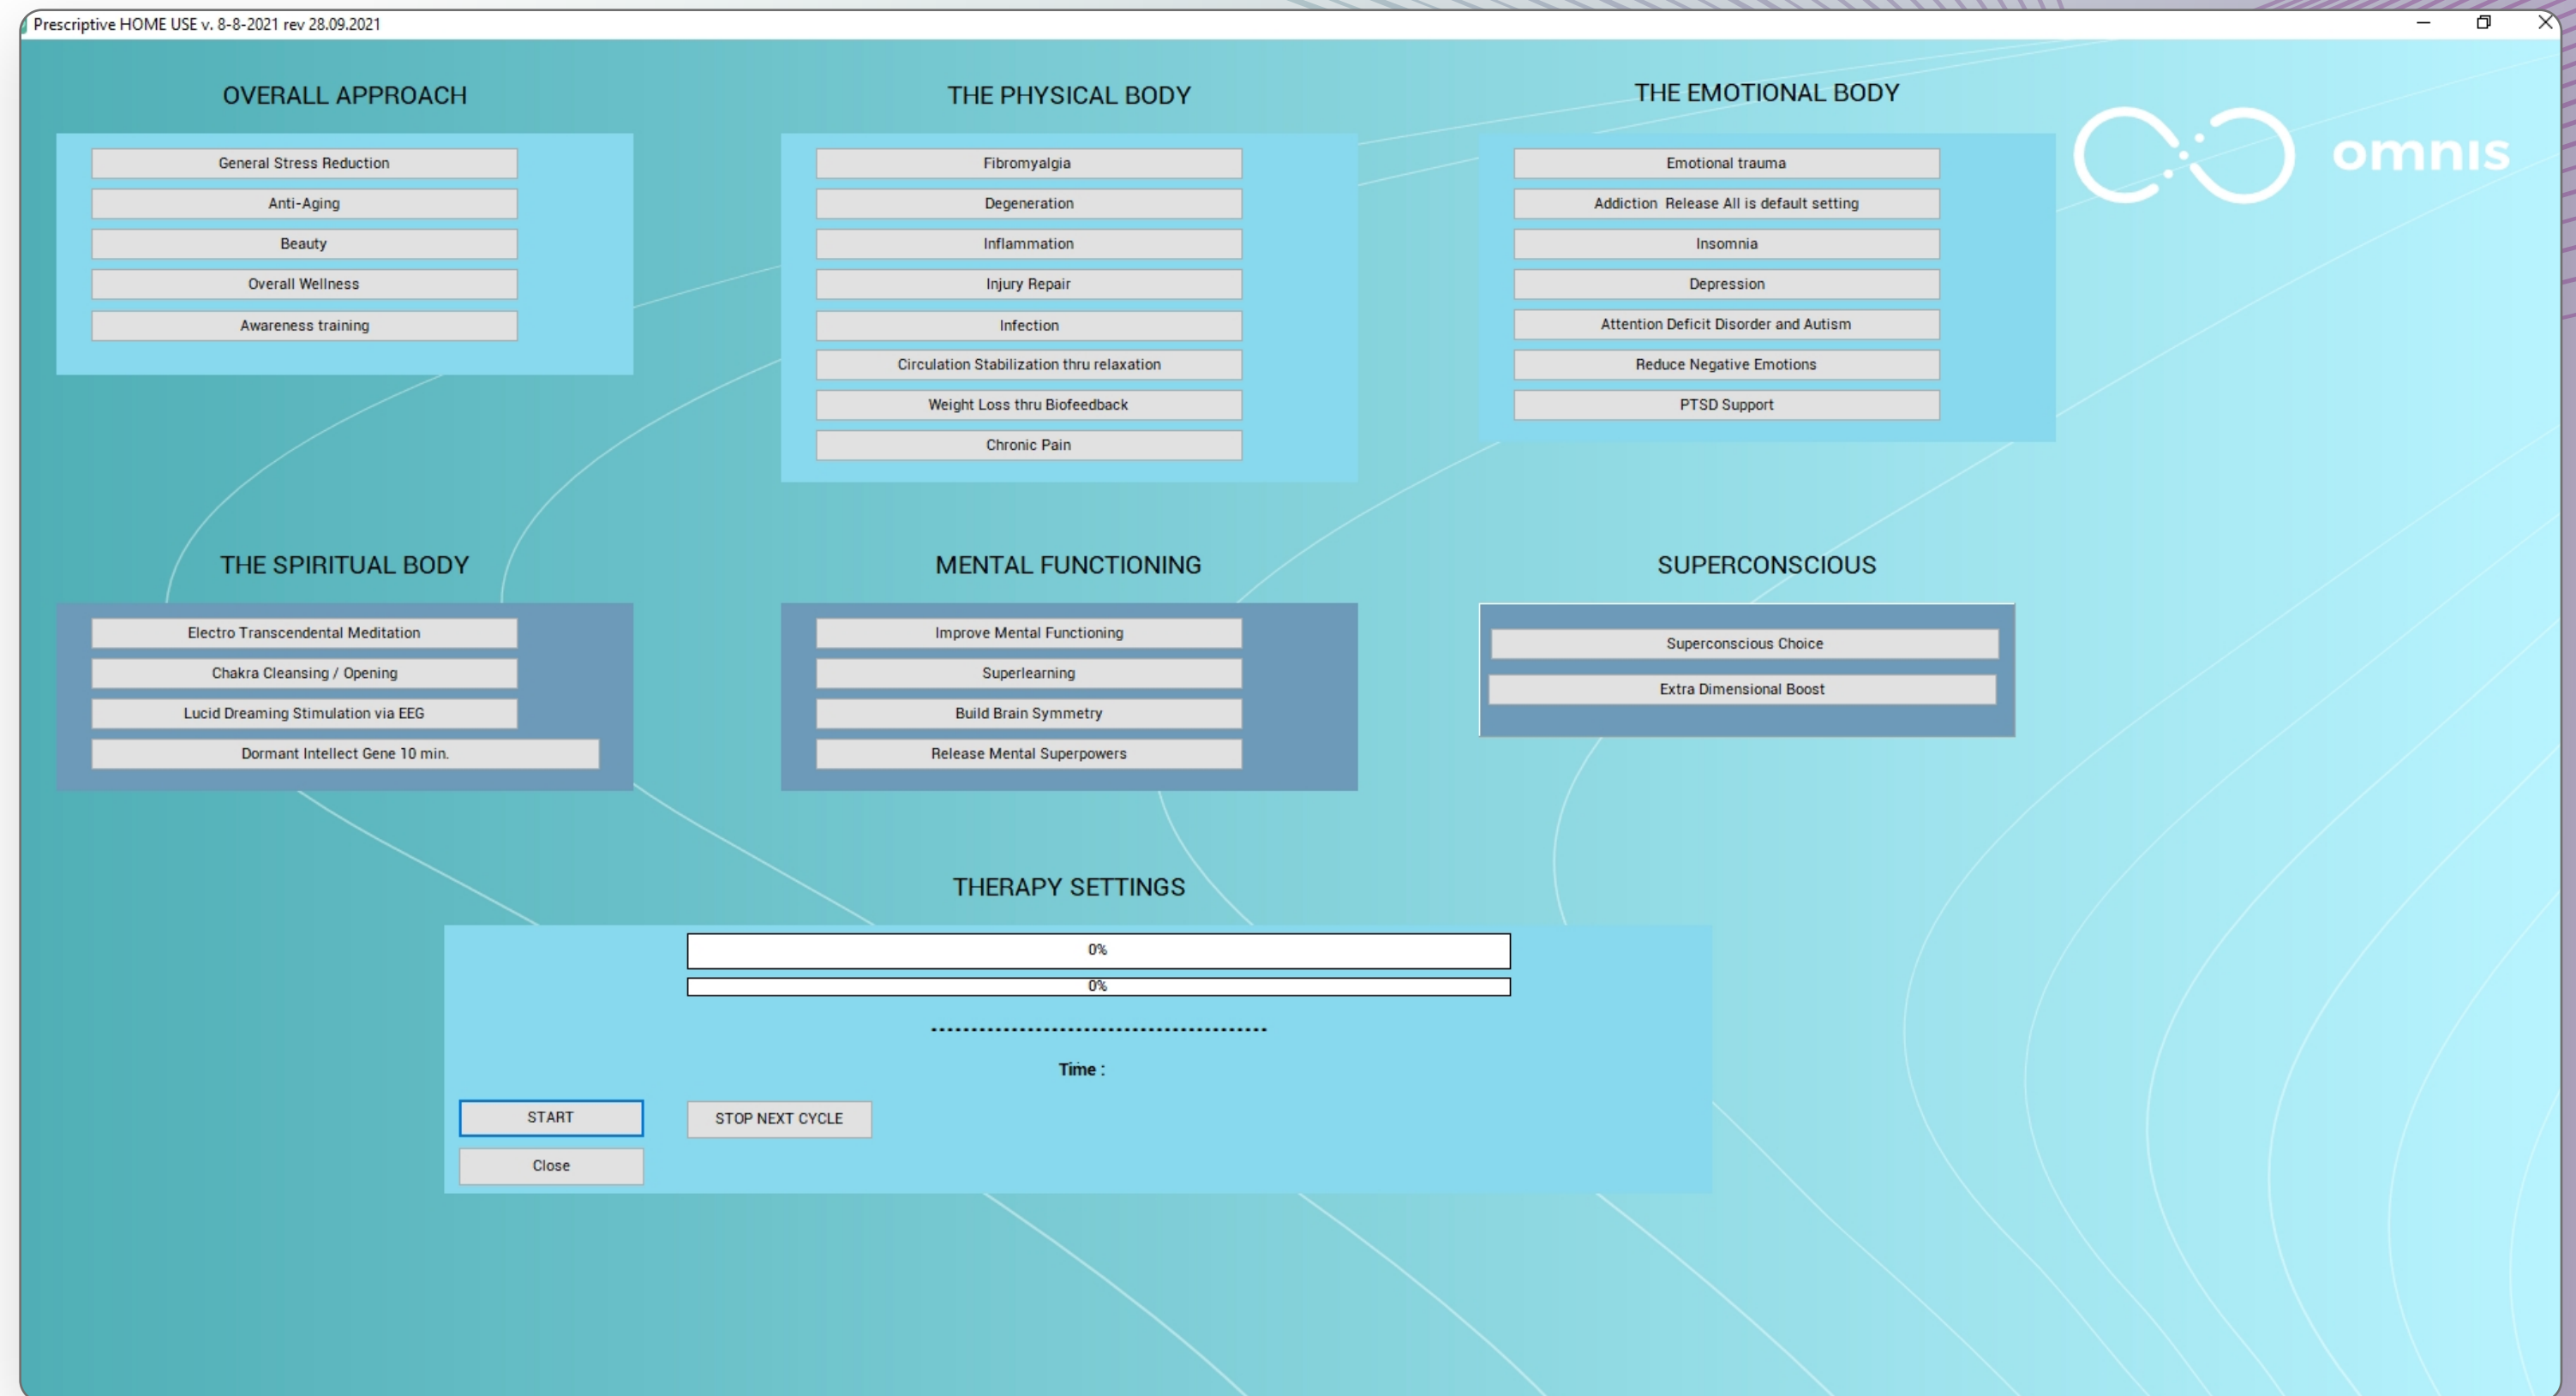 Prescriptive HOME USE v. 8-8-2021 rev 28.09.2021
OVERALL APPROACH
General Stress Reduction
Anti-Aging
Beauty
Overall Wellness
Awareness training
THE PHYSICAL BODY
Fibromyalgia
Degeneration
Inflammation
Injury Repair
Infection
Circulation Stabilization thru relaxation
Weight Loss thru Biofeedback
Chronic Pain
THE EMOTIONAL BODY
Emotional trauma
Addiction  Release All is default setting
Insomnia
Depression
Attention Deficit Disorder and Autism
Reduce Negative Emotions
PTSD Support
omnis
THE SPIRITUAL BODY
Electro Transcendental Meditation
Chakra Cleansing / Opening
Lucid Dreaming Stimulation via EEG
Dormant Intellect Gene 10 min.
MENTAL FUNCTIONING
Improve Mental Functioning
Superlearning
Build Brain Symmetry
Release Mental Superpowers
SUPERCONSCIOUS
Superconscious Choice
Extra Dimensional Boost
THERAPY SETTINGS
0%
0%
Time :
START
STOP NEXT CYCLE
Close